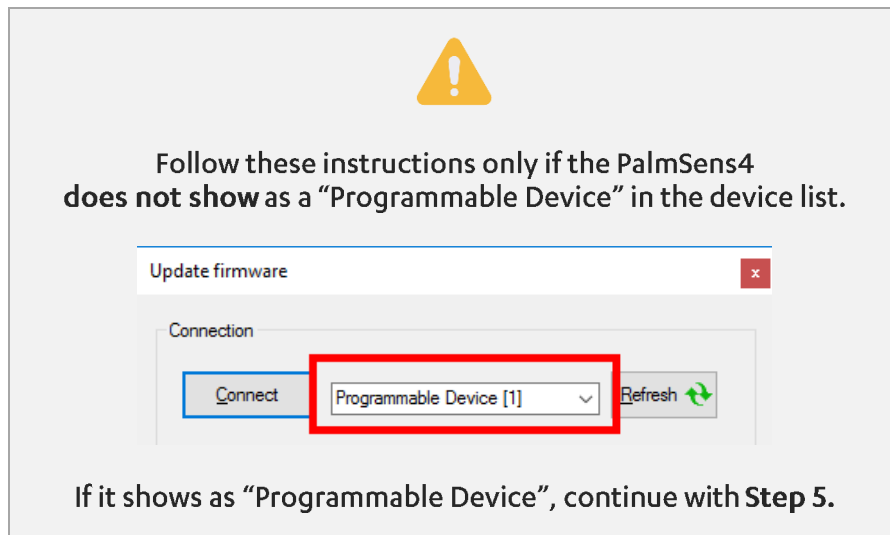 Follow these instructions only if the PalmSens4
does not show as a “Programmable Device” in the device list.
Update firmware
x
Connection
Connect
Programmable Device [1]
Refresh
If it shows as “Programmable Device”, continue with Step 5.